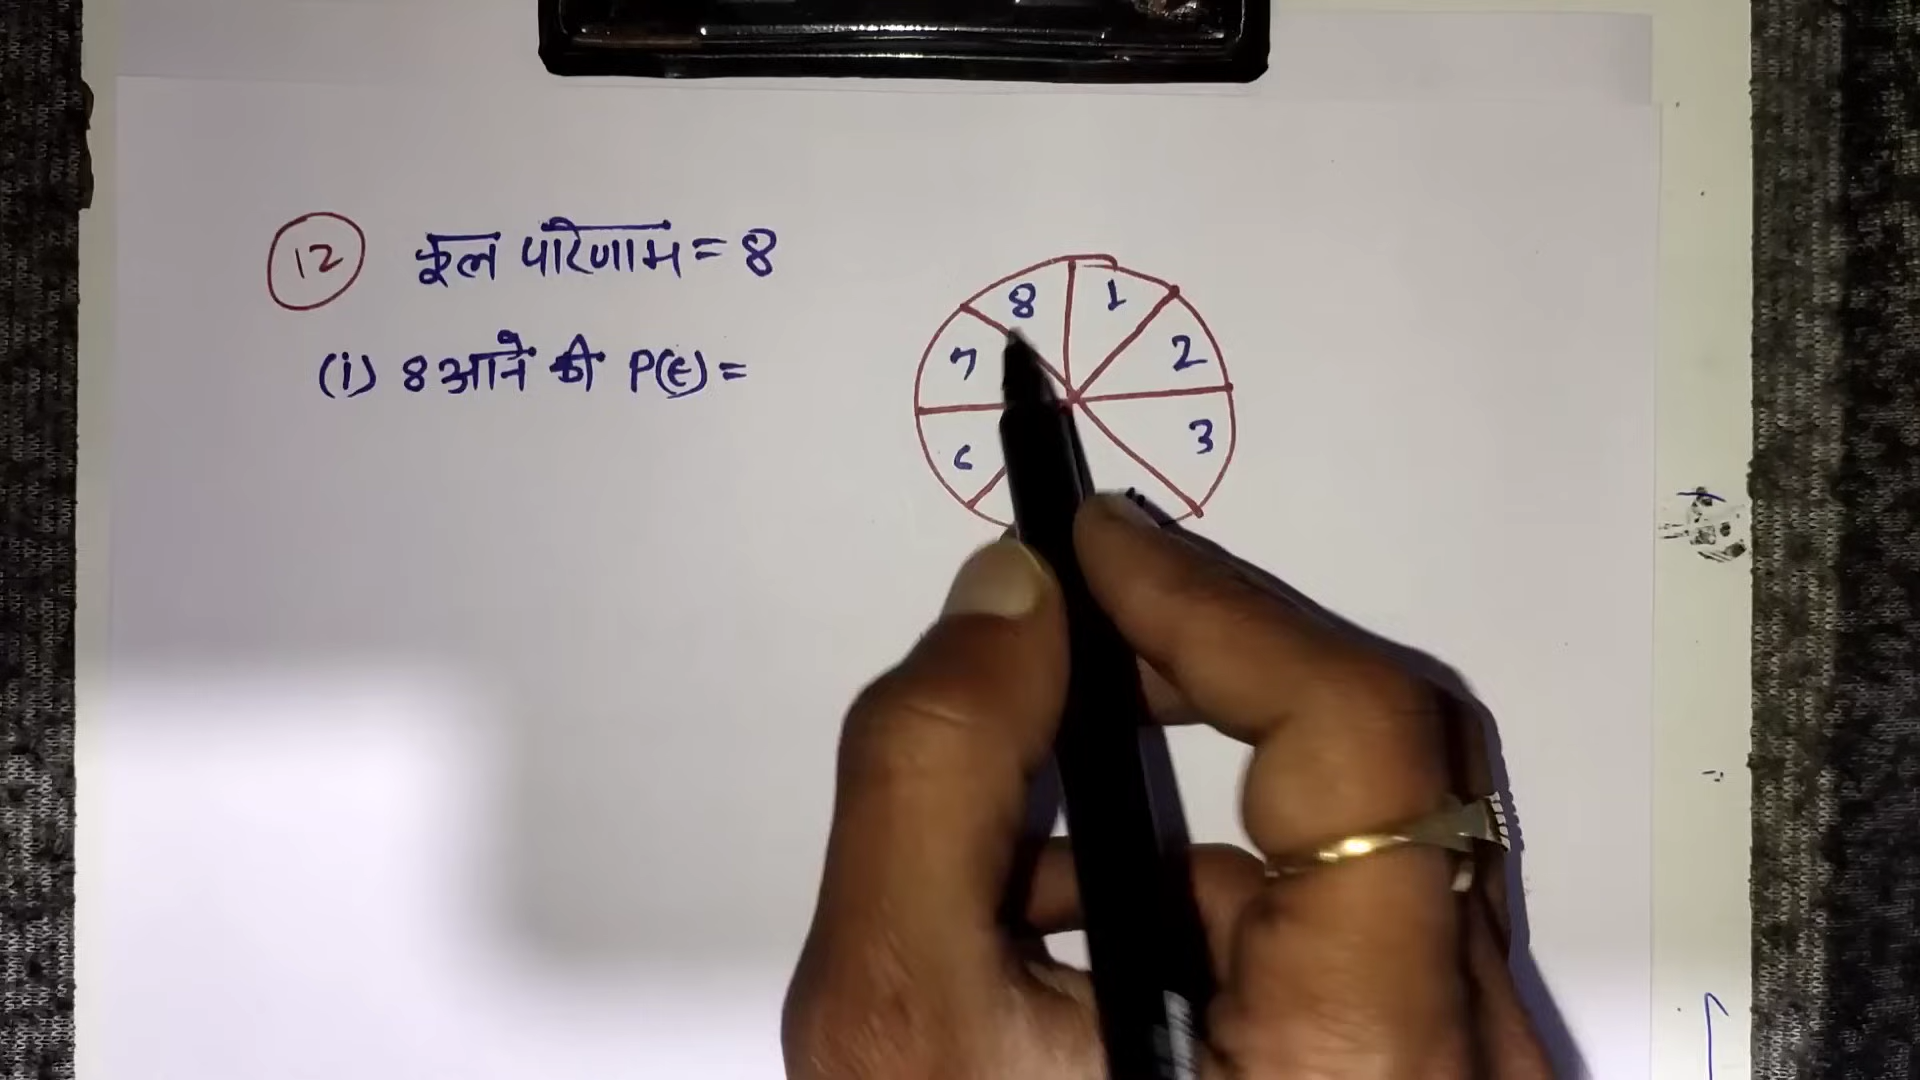 12 कुल परिणाम = 8
(i) 8 आने की P(E) =
8 1
7 2
6 3